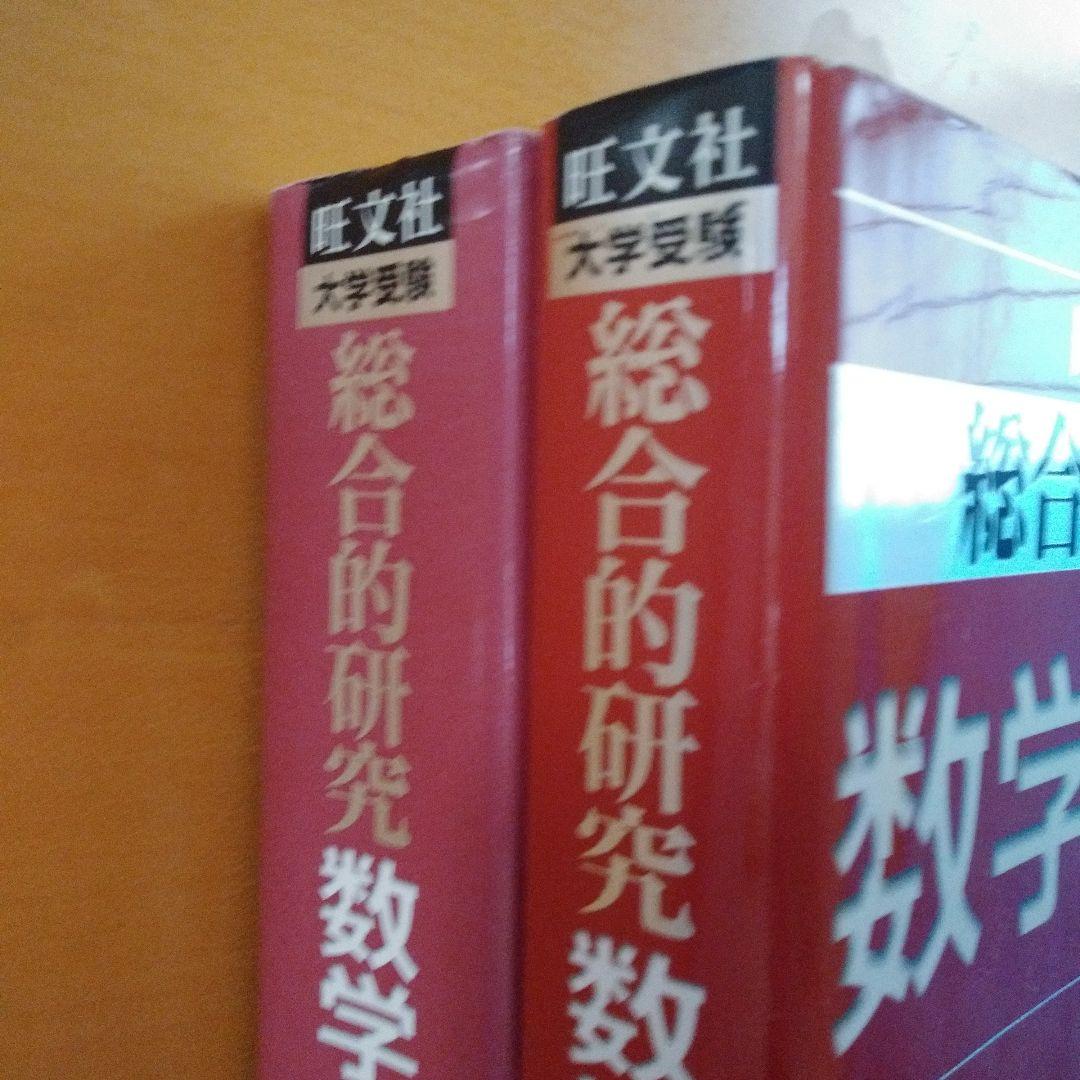 旺文社
大学受験
総合的研究
数学
旺文社
大学受験
総合的研究
数
総合
数学